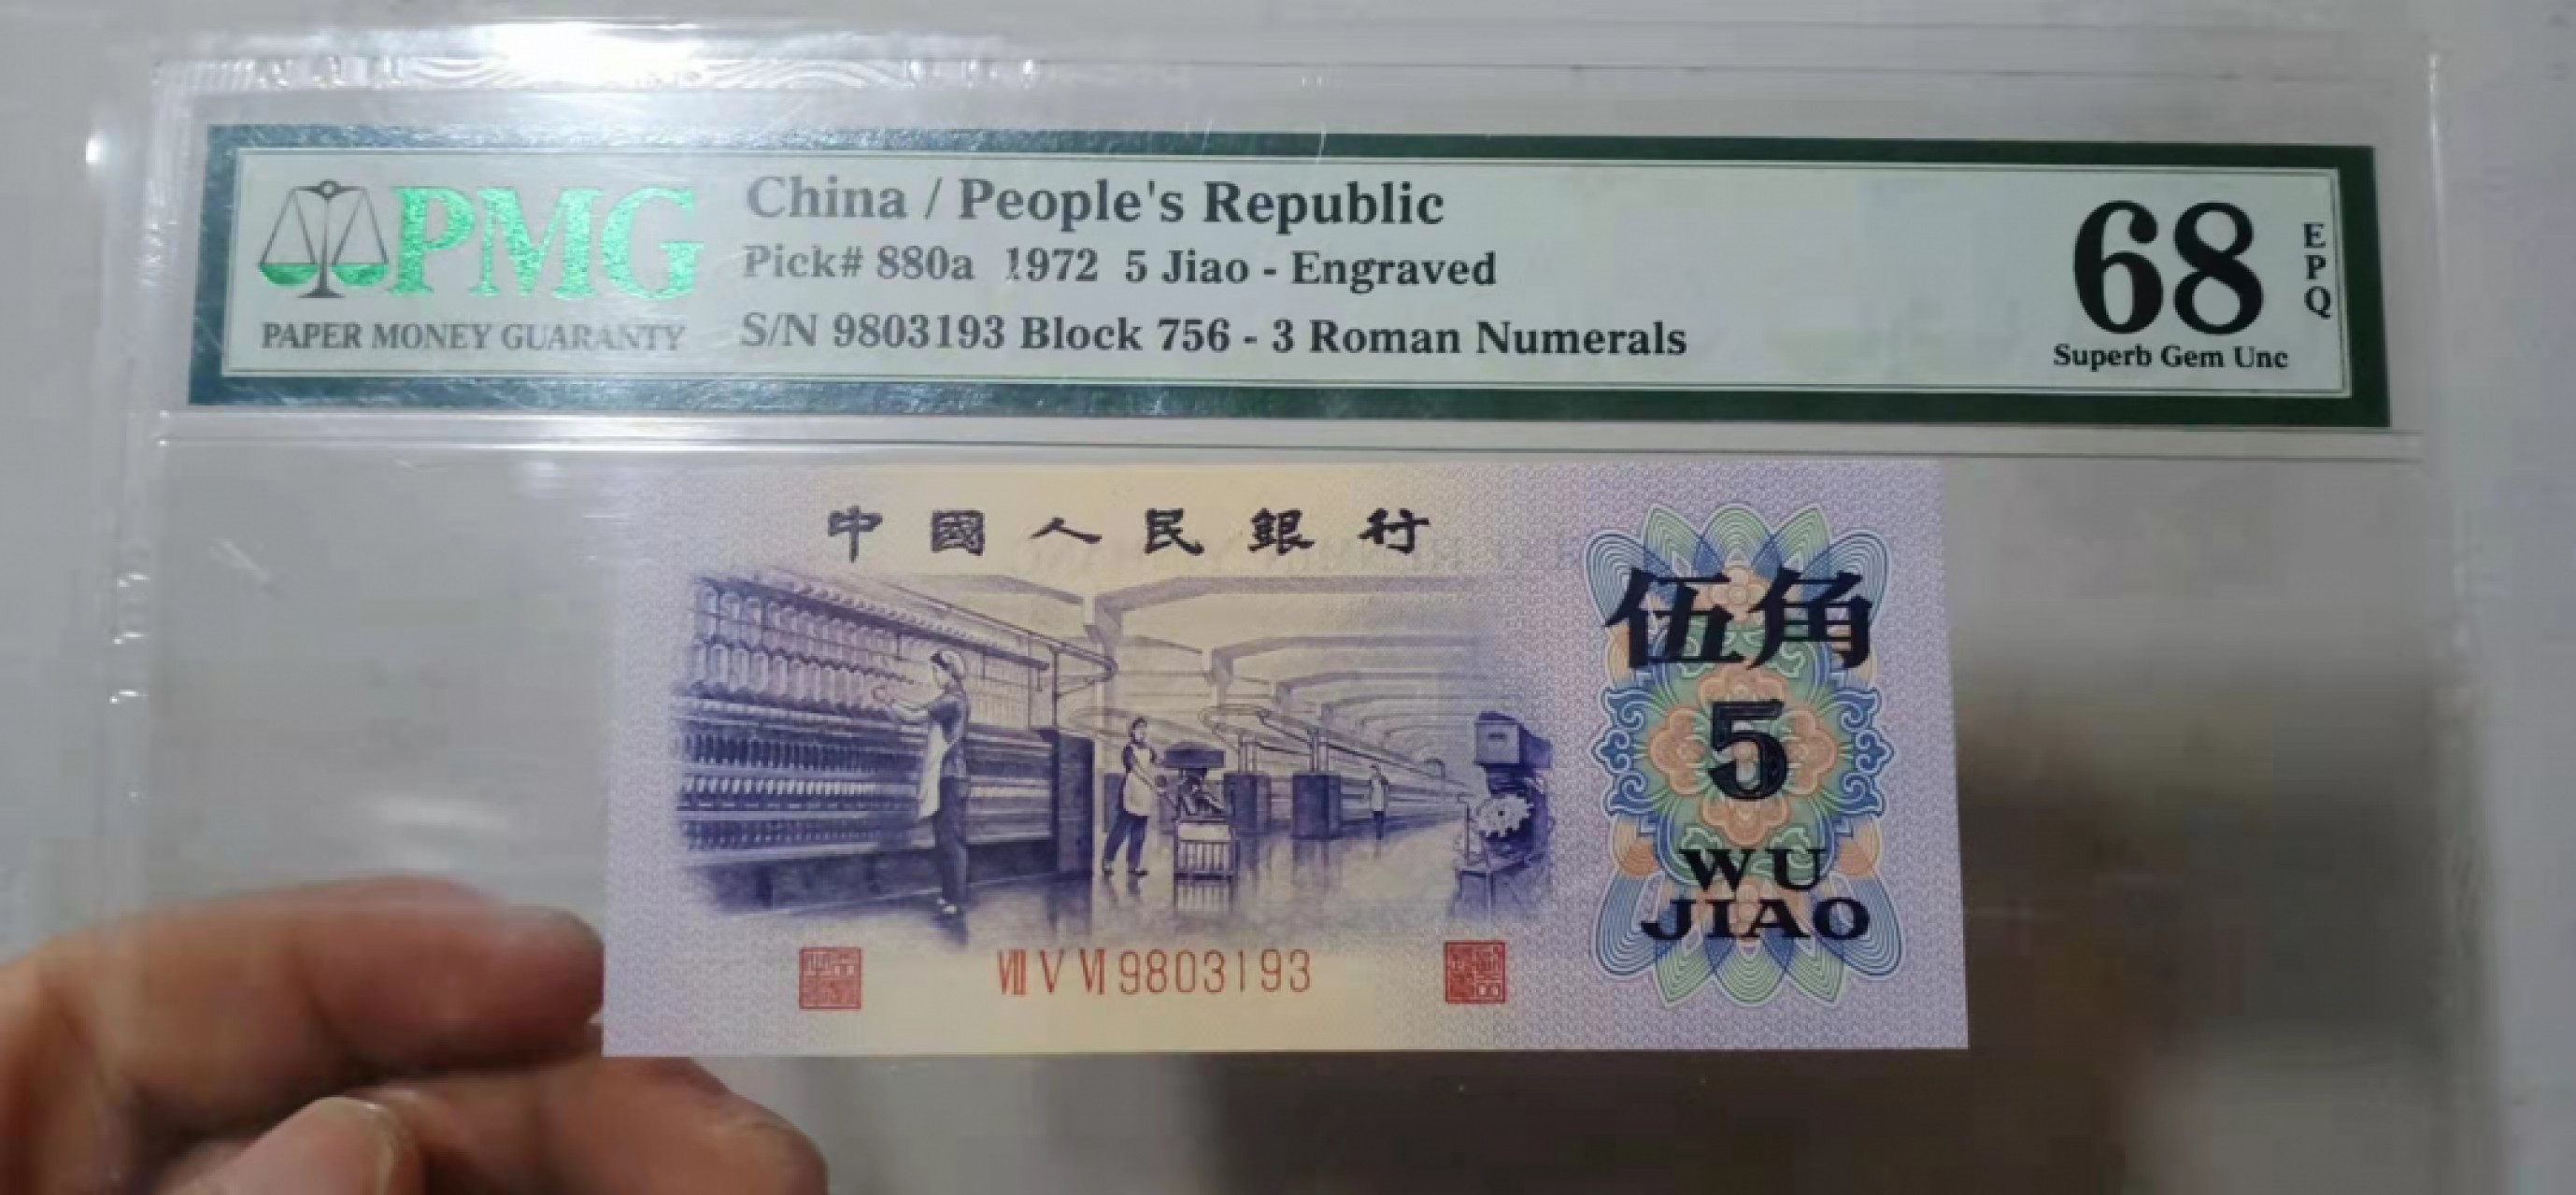 PMG
PAPER MONEY GUARANTY
China / People's Republic
Pick# 880a 1972 5 Jiao - Engraved
S/N 9803193 Block 756 - 3 Roman Numerals
68
EPQ
Superb Gem Unc
中國人民銀行
伍角
5
WU
JIAO
Ⅶ Ⅴ Ⅵ 9803193